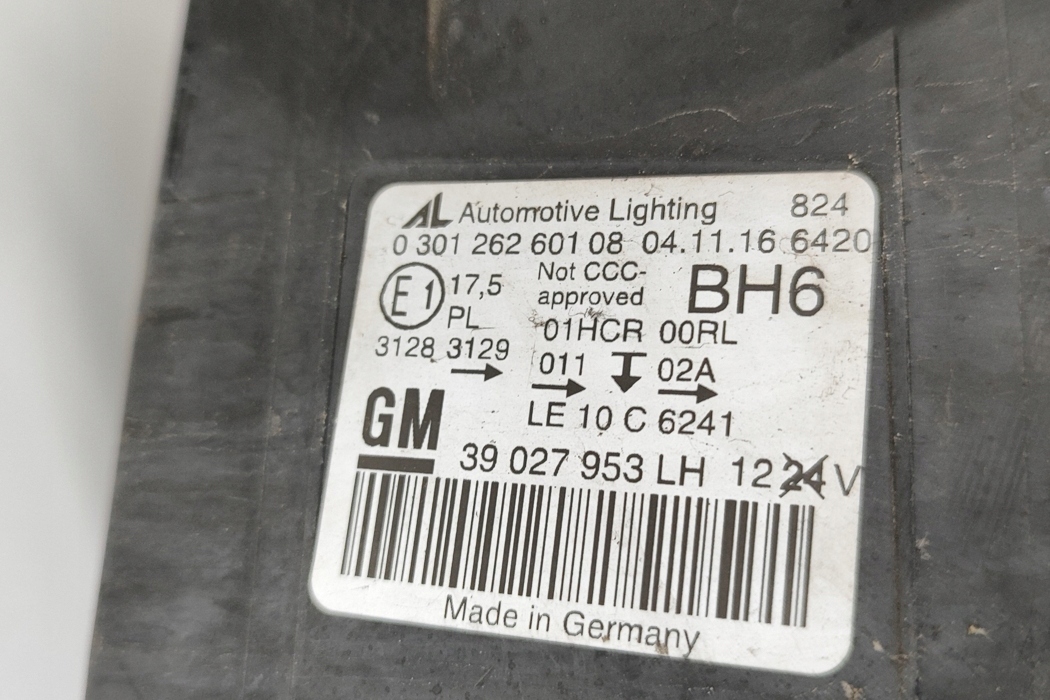 AL Automotive Lighting 824
0 301 262 601 08 04.11.16 6420
E1 17,5 Not CCC-
approved BH6
PL 01HCR 00RL
3128 3129 011 02A
LE 10 C 6241
GM 39 027 953 LH 12 24 V
Made in Germany